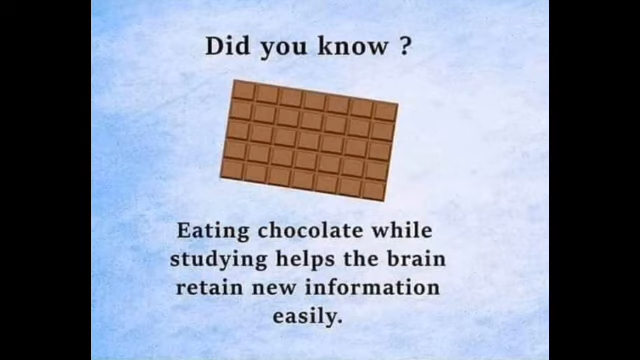 Did you know ?
Eating chocolate while
studying helps the brain
retain new information
easily.